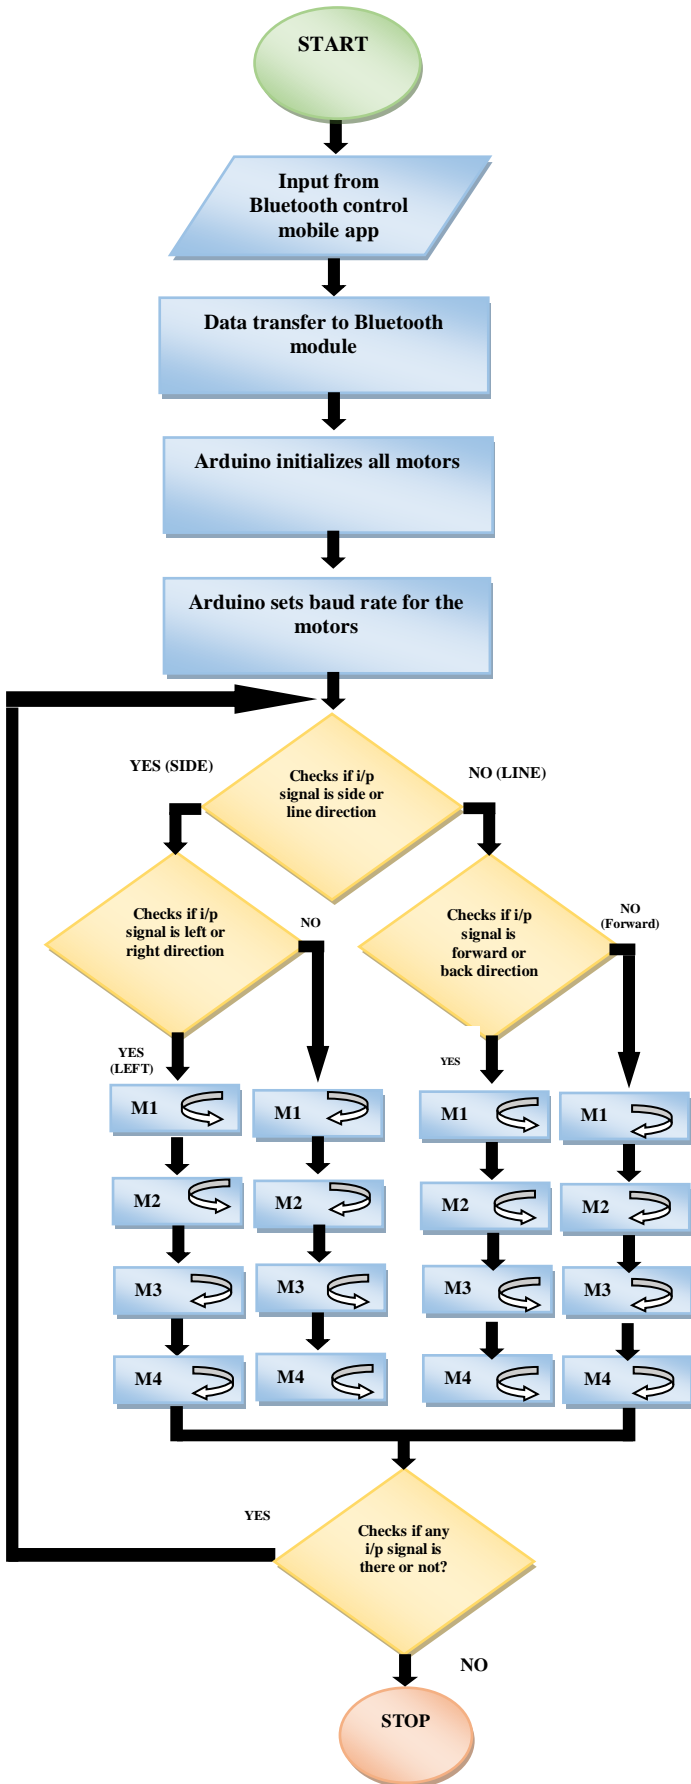 START
Input from
Bluetooth control
mobile app
Data transfer to Bluetooth
module
Arduino initializes all motors
Arduino sets baud rate for the
motors
YES (SIDE)
Checks if i/p
signal is side or
line direction
NO (LINE)
Checks if i/p
signal is left or
right direction
NO
Checks if i/p
signal is
forward or
back direction
NO
(Forward)
YES
(LEFT)
YES
M1
M1
M1
M1
M2
M2
M2
M2
M3
M3
M3
M3
M4
M4
M4
M4
YES
Checks if any
i/p signal is
there or not?
NO
STOP